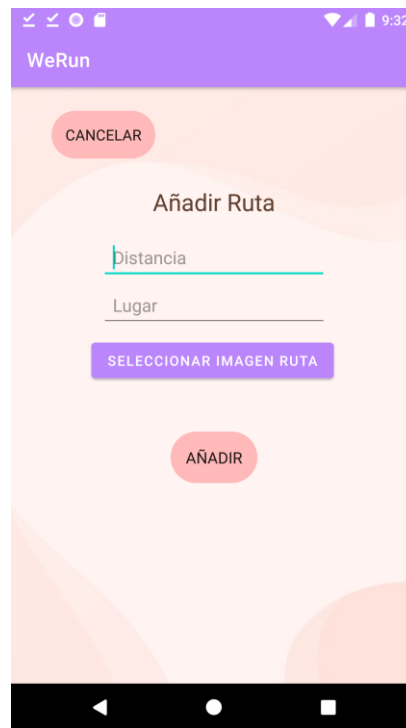 9:32
WeRun
CANCELAR
Añadir Ruta
Distancia
Lugar
SELECCIONAR IMAGEN RUTA
AÑADIR